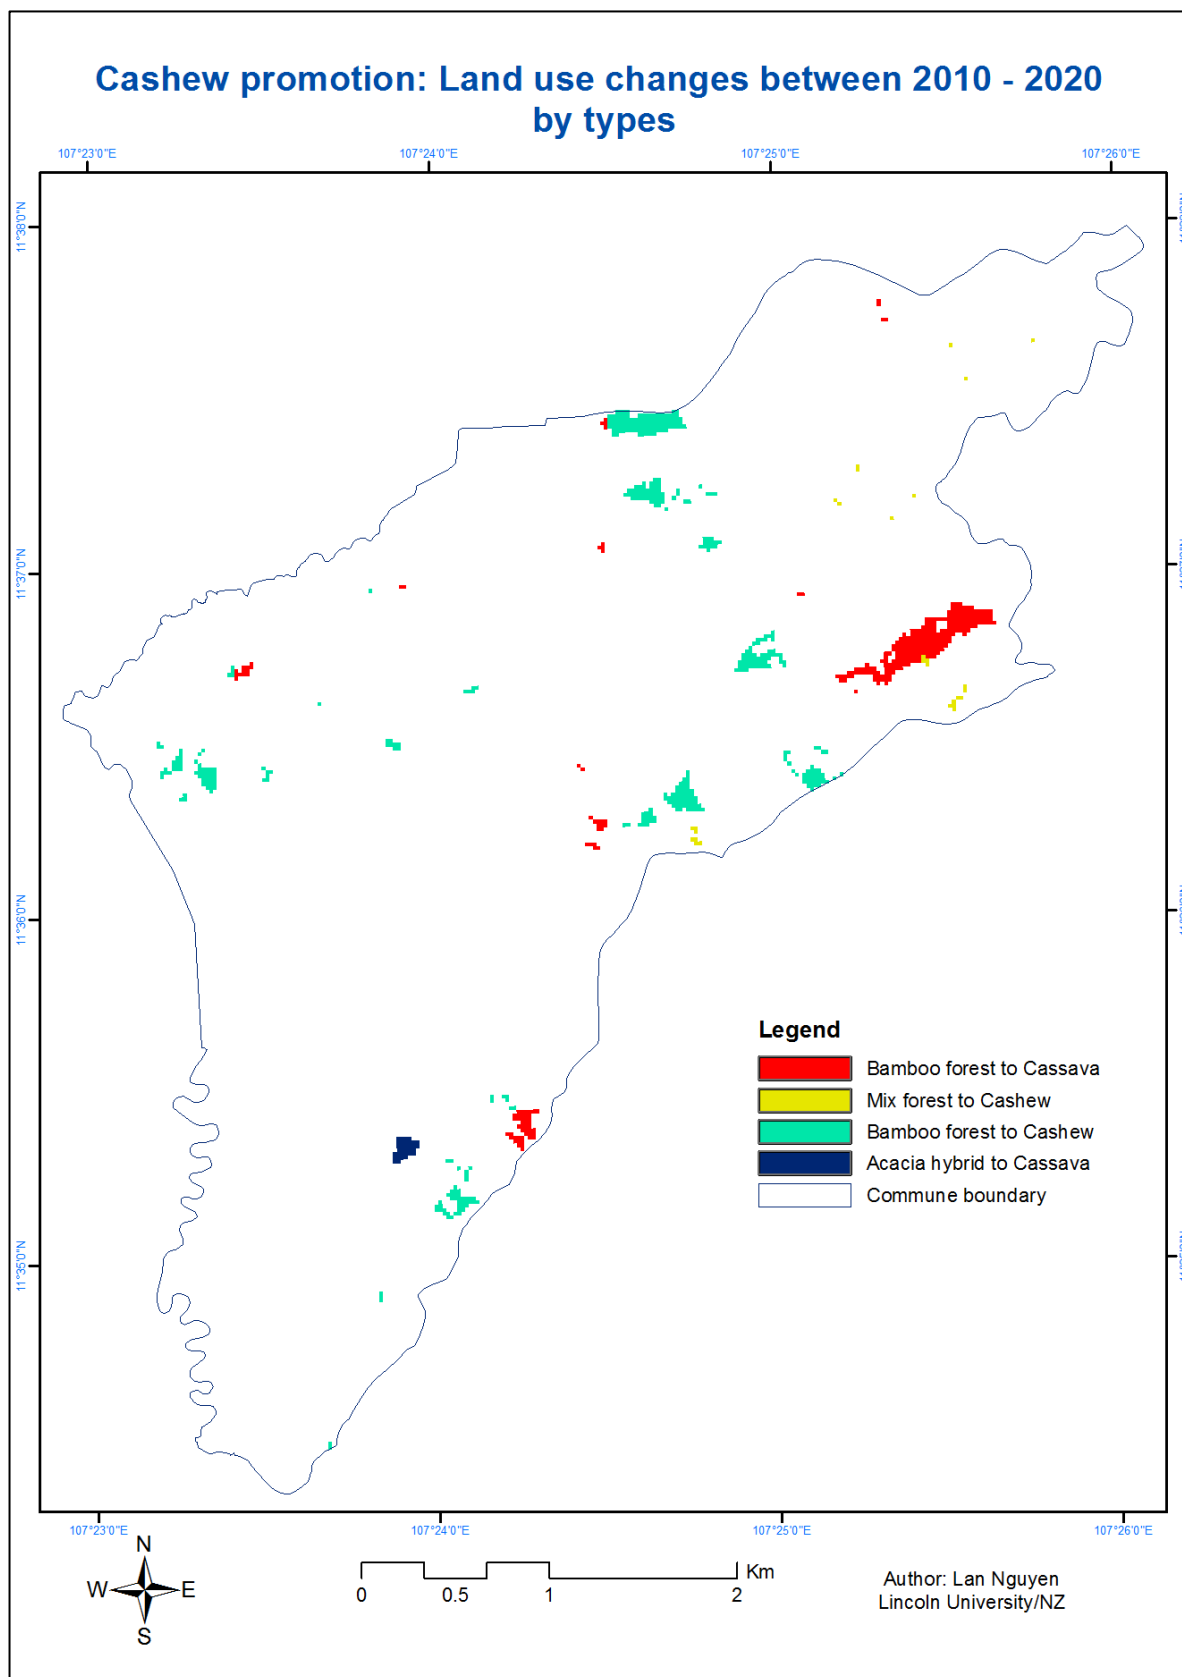 Cashew promotion: Land use changes between 2010 - 2020
by types
107°23'0"E
107°24'0"E
107°25'0"E
107°26'0"E
11°38'0"N
11°37'0"N
11°36'0"N
11°35'0"N
Legend
Bamboo forest to Cassava
Mix forest to Cashew
Bamboo forest to Cashew
Acacia hybrid to Cassava
Commune boundary
107°23'0"E
107°24'0"E
107°25'0"E
107°26'0"E
N
W
E
S
0
0.5
1
2
Km
Author: Lan Nguyen
Lincoln University/NZ